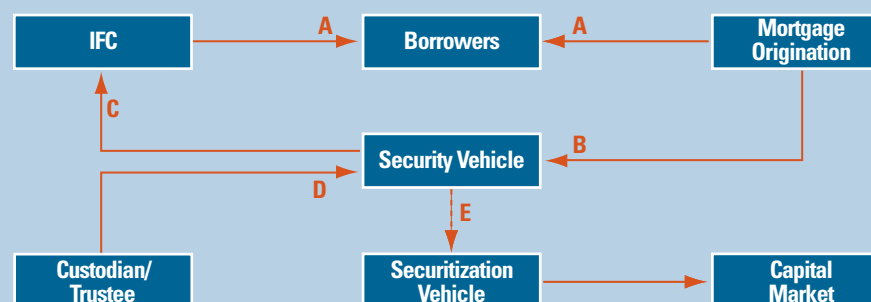 IFC
A
Borrowers
A
Mortgage
Origination
C
Security Vehicle
B
D
E
Custodian/
Trustee
Securitization
Vehicle
Capital
Market